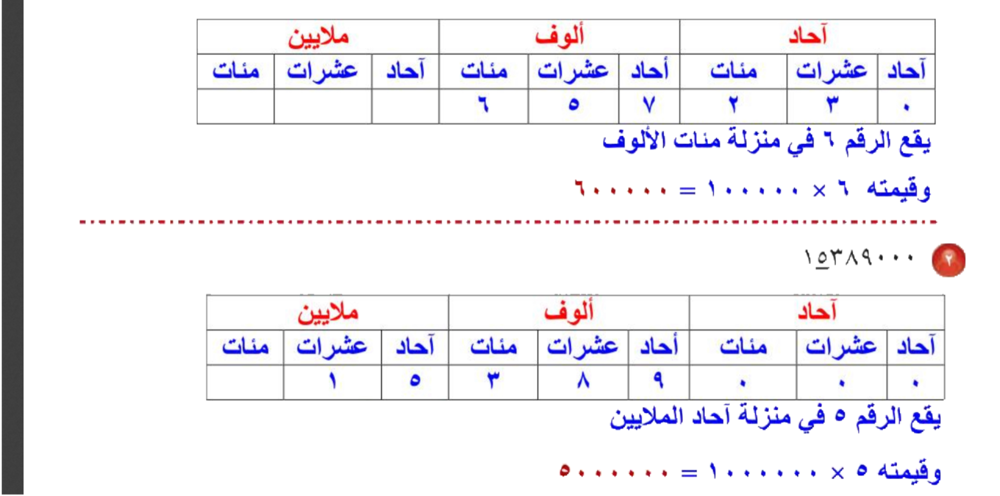 آحاد ألوف ملايين
آحاد عشرات مئات أحاد عشرات مئات آحاد عشرات مئات
٠ ٣ ٢ ٧ ٥ ٦
يقع الرقم ٦ في منزلة مئات الألوف
وقيمته ٦ × ١٠٠٠٠٠ = ٦٠٠٠٠٠
٢ ١٥٣٨٩٠٠٠
آحاد ألوف ملايين
آحاد عشرات مئات أحاد عشرات مئات آحاد عشرات مئات
٠ ٠ ٠ ٩ ٨ ٣ ٥ ١
يقع الرقم ٥ في منزلة آحاد الملايين
وقيمته ٥ × ١٠٠٠٠٠٠ = ٥٠٠٠٠٠٠